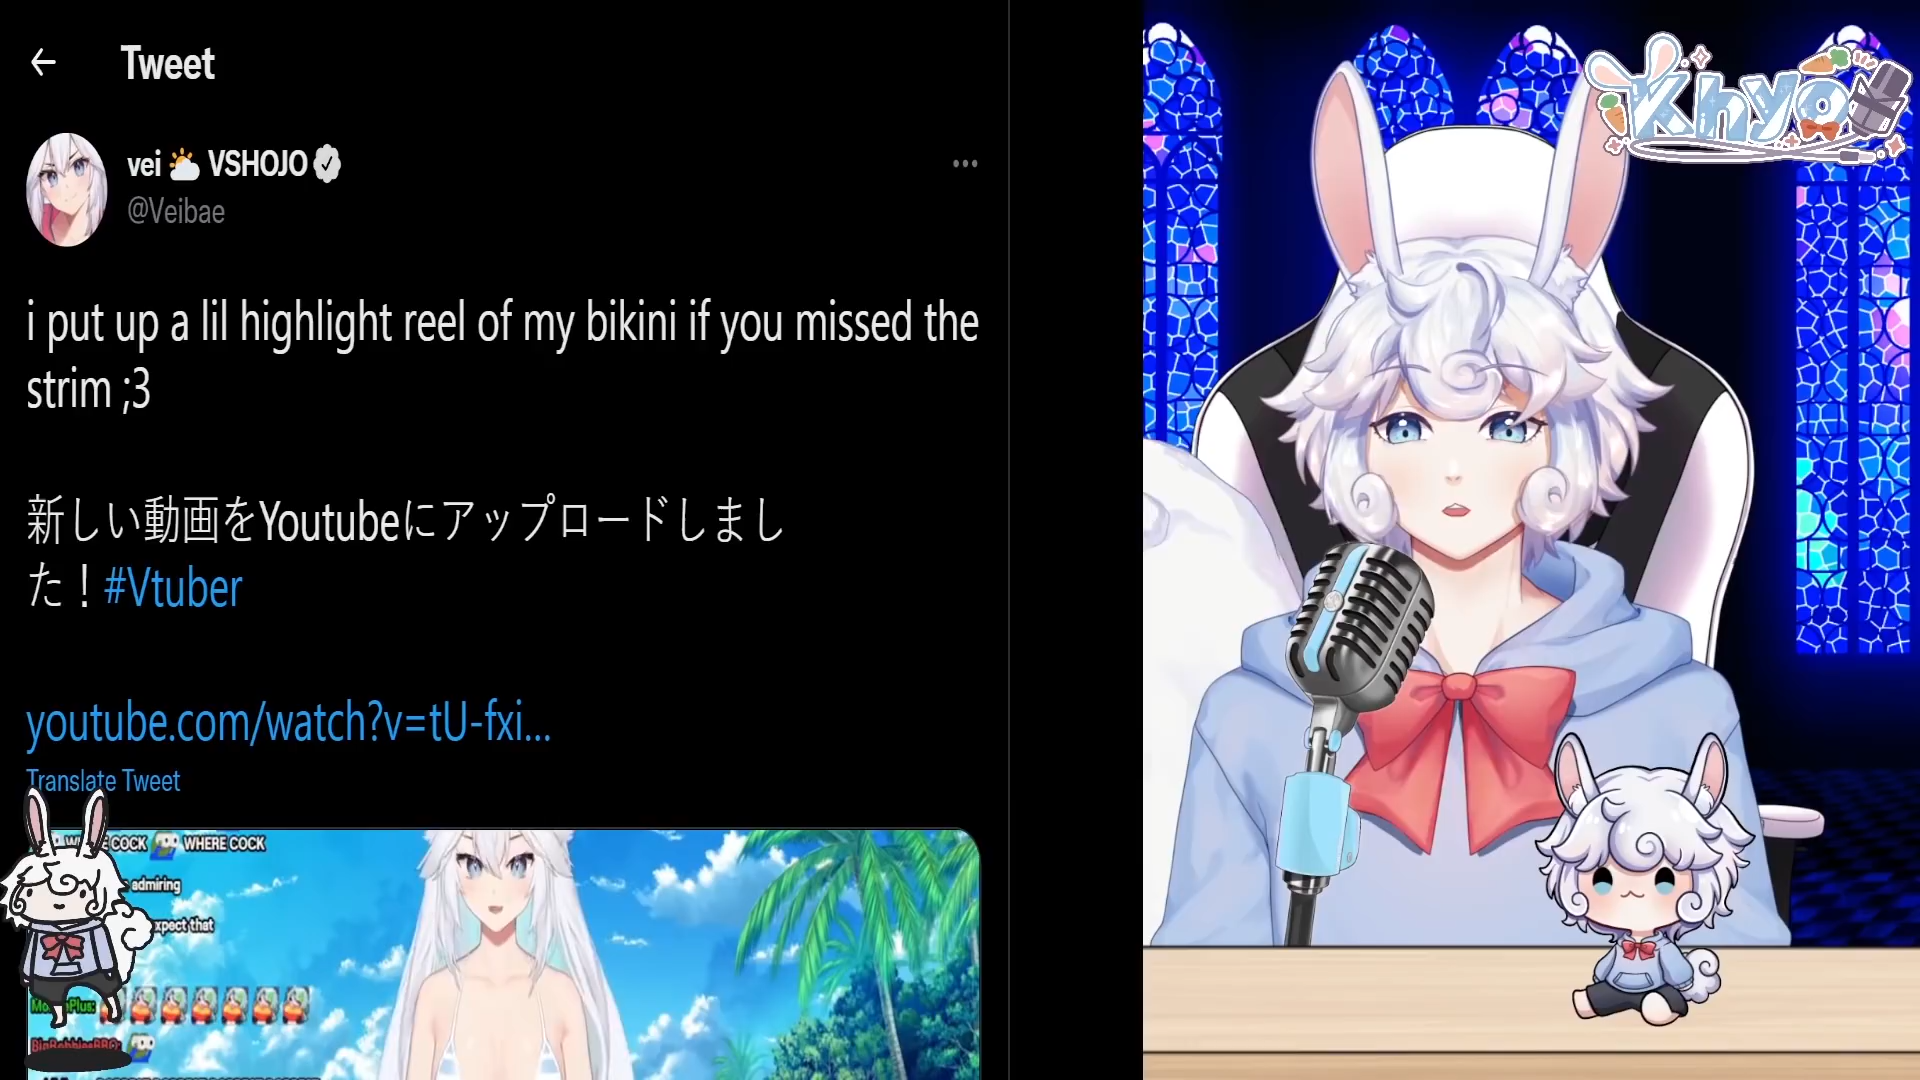 Tweet
vei VSHOJO
@Veibae
i put up a lil highlight reel of my bikini if you missed the
strim ;3
新しい動画をYoutubeにアップロードしまし
た！#Vtuber
youtube.com/watch?v=tU-fxi...
Translate Tweet
COCK WHERE COCK
admiring
xpect that
BigBobbiesBBQ:
Khyo